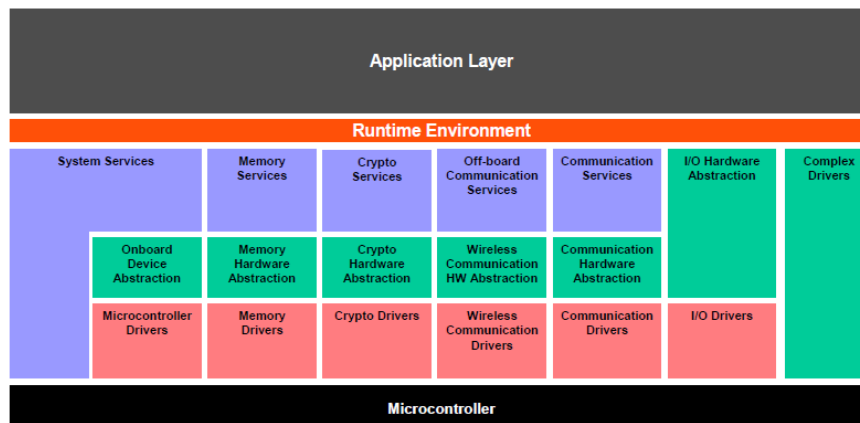 Application Layer
Runtime Environment
System Services
Memory
Services
Crypto
Services
Off-board
Communication
Services
Communication
Services
I/O Hardware
Abstraction
Complex
Drivers
Onboard
Device
Abstraction
Memory
Hardware
Abstraction
Crypto
Hardware
Abstraction
Wireless
Communication
HW Abstraction
Communication
Hardware
Abstraction
Microcontroller
Drivers
Memory
Drivers
Crypto Drivers
Wireless
Communication
Drivers
Communication
Drivers
I/O Drivers
Microcontroller